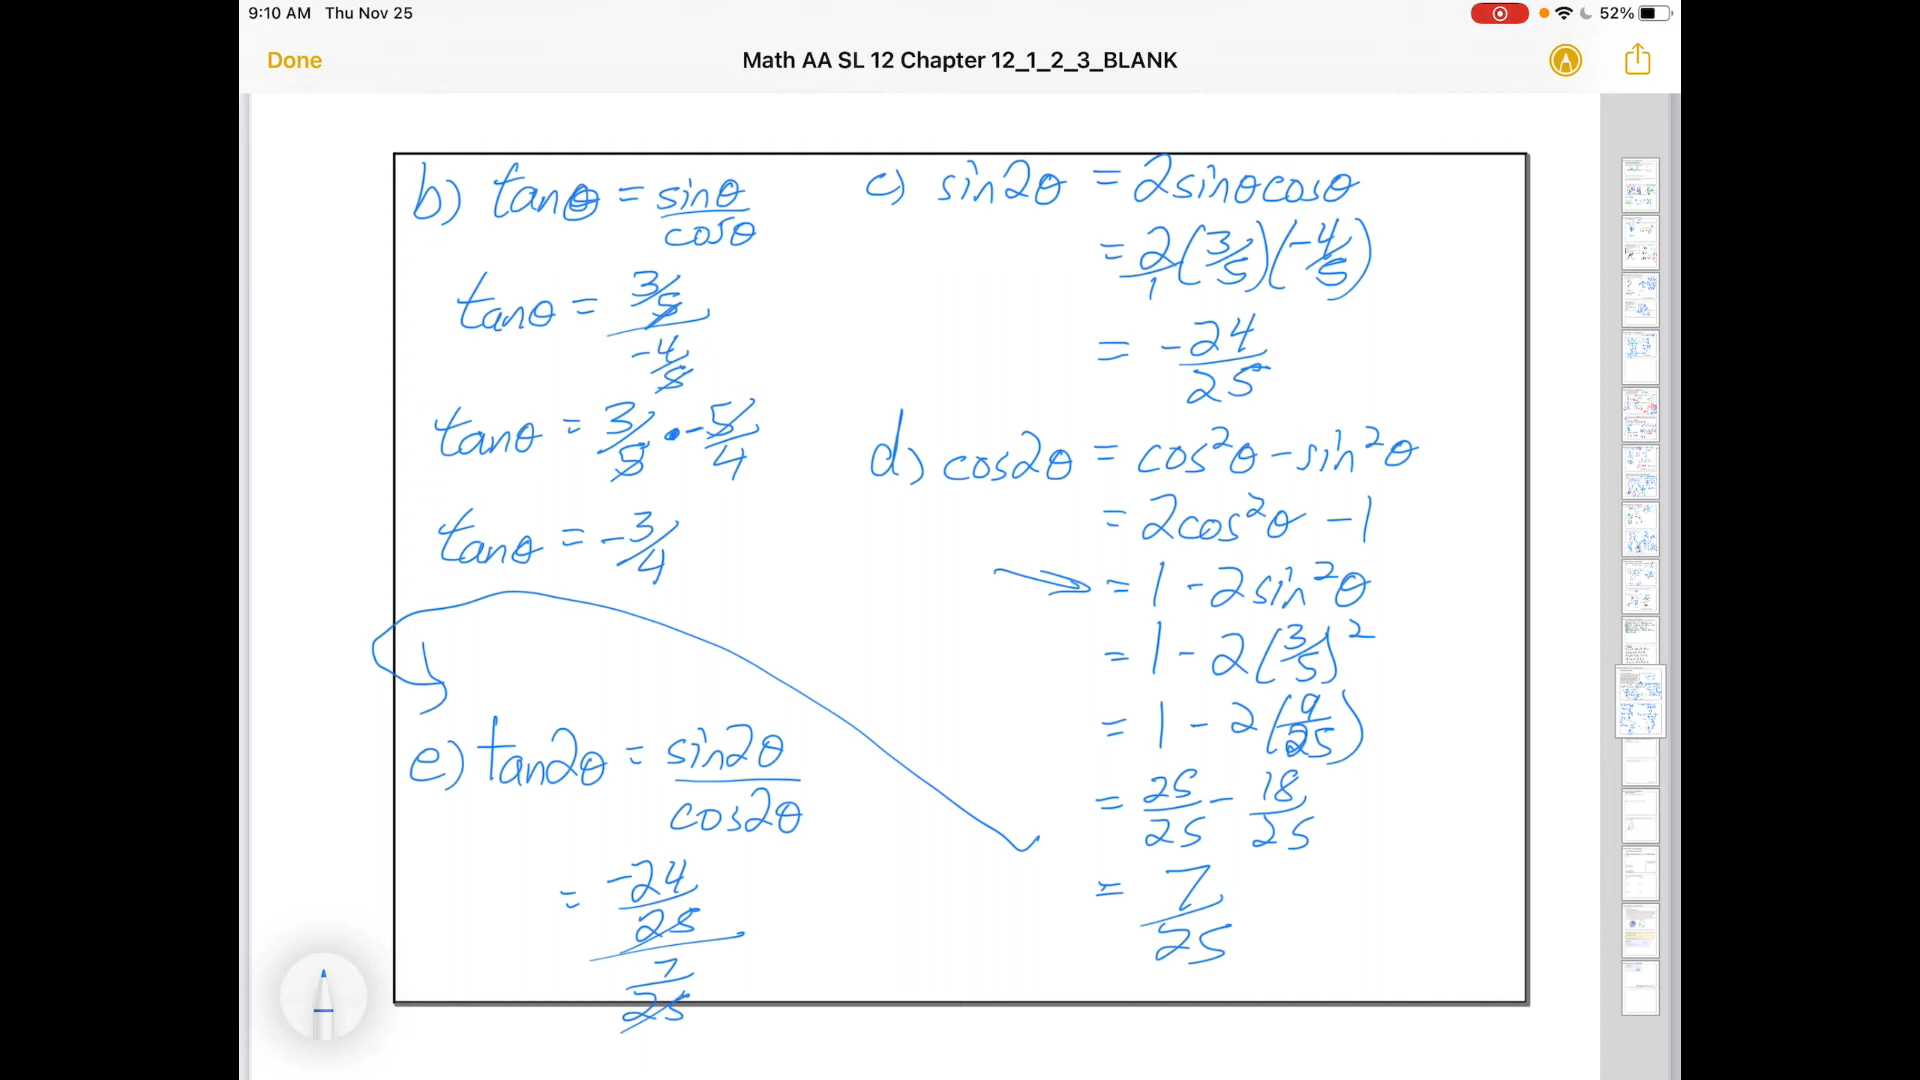 9:10 AM Thu Nov 25
52%
Done
Math AA SL 12 Chapter 12_1_2_3_BLANK
b) tanθ = sinθ/cosθ
tanθ = (3/5)/(-4/5)
tanθ = 3/5 • -5/4
tanθ = -3/4
e) tan2θ = sin2θ/cos2θ
= (-24/25)/(7/25)
c) sin2θ = 2sinθcosθ
= 2/1 (3/5)(-4/5)
= -24/25
d) cos2θ = cos²θ - sin²θ
= 2cos²θ - 1
= 1 - 2sin²θ
= 1 - 2(3/5)²
= 1 - 2(9/25)
= 25/25 - 18/25
= 7/25